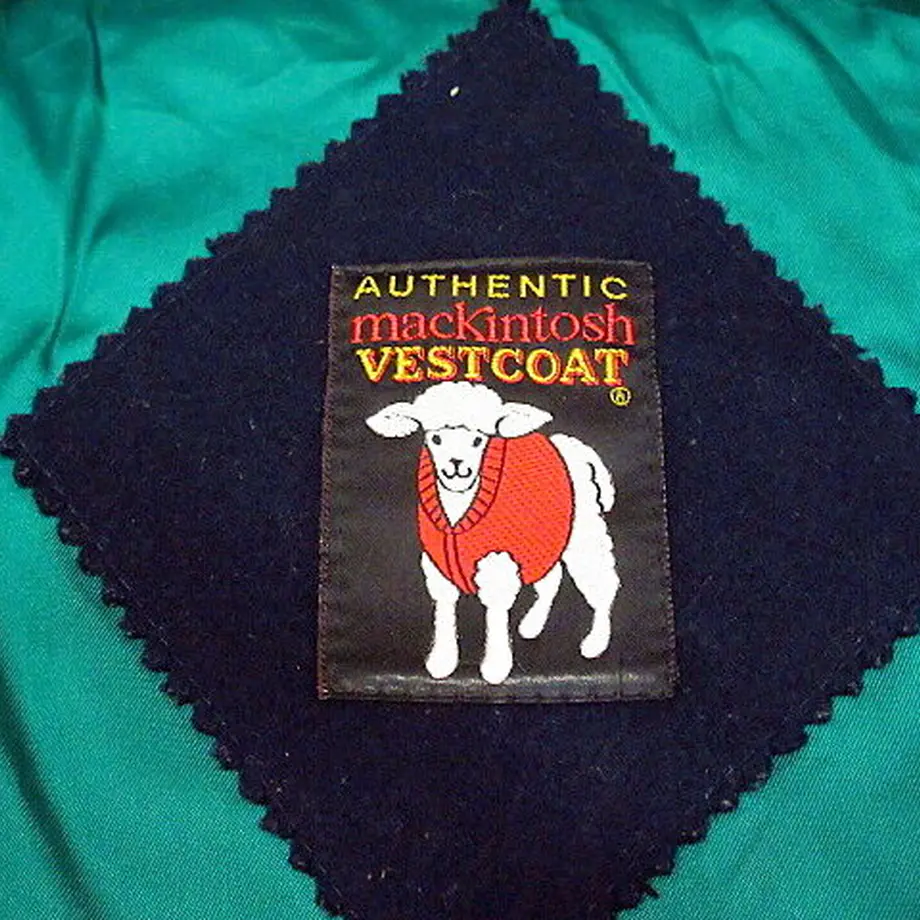 AUTHENTIC
mackintosh
VESTCOAT
®